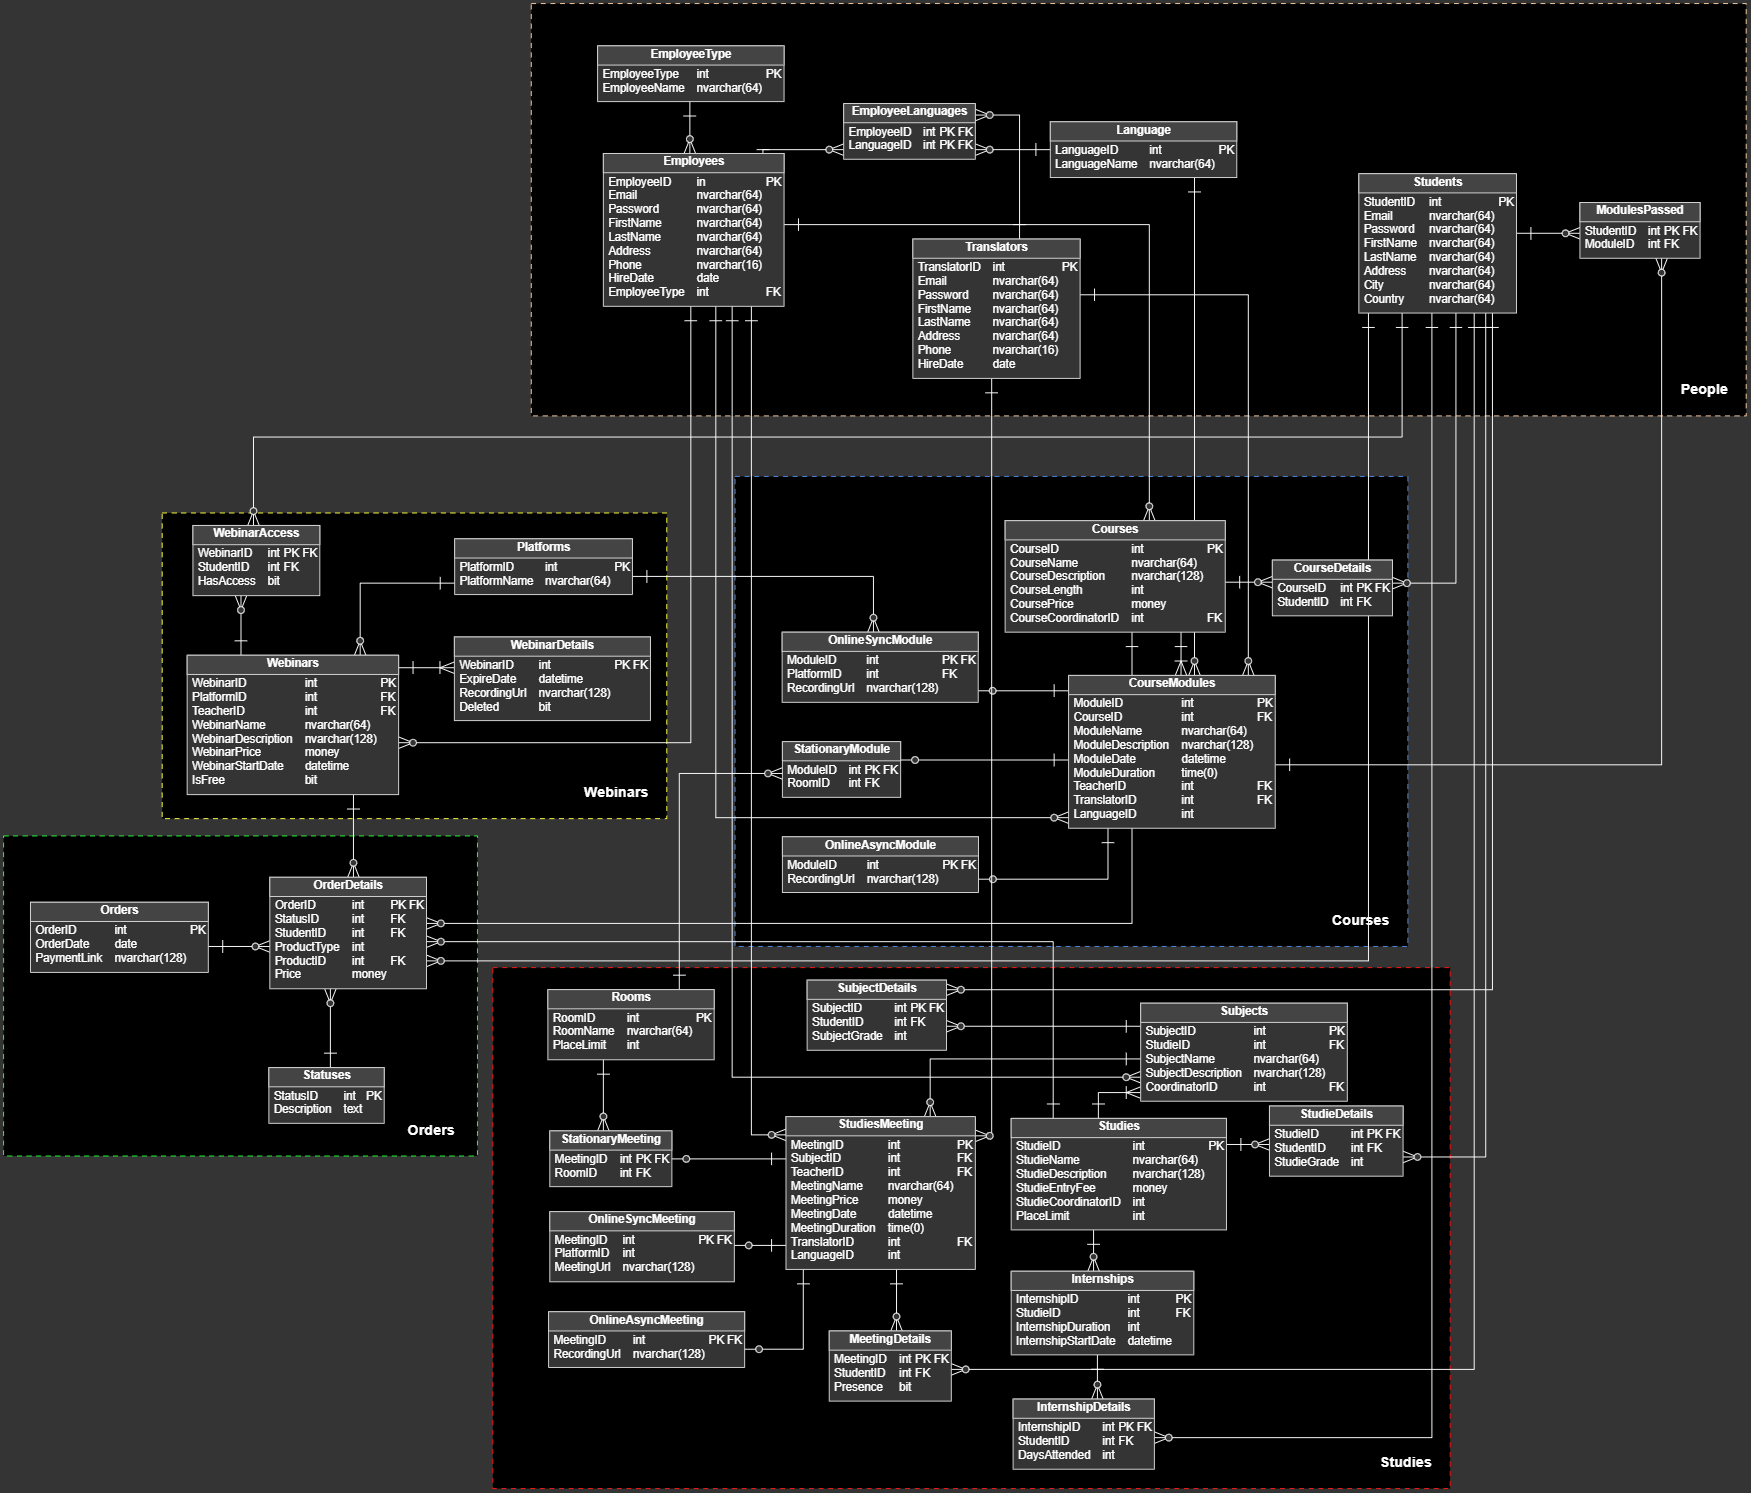 EmployeeType
EmployeeType int PK
EmployeeName nvarchar(64)
EmployeeLanguages
EmployeeID int PK FK
LanguageID int PK FK
Language
LanguageID int PK
LanguageName nvarchar(64)
Employees
EmployeeID in PK
Email nvarchar(64)
Password nvarchar(64)
FirstName nvarchar(64)
LastName nvarchar(64)
Address nvarchar(64)
Phone nvarchar(16)
HireDate date
EmployeeType int FK
Translators
TranslatorID int PK
Email nvarchar(64)
Password nvarchar(64)
FirstName nvarchar(64)
LastName nvarchar(64)
Address nvarchar(64)
Phone nvarchar(16)
HireDate date
Students
StudentID int PK
Email nvarchar(64)
Password nvarchar(64)
FirstName nvarchar(64)
LastName nvarchar(64)
Address nvarchar(64)
City nvarchar(64)
Country nvarchar(64)
ModulesPassed
StudentID int PK FK
ModuleID int FK
People
WebinarAccess
WebinarID int PK FK
StudentID int FK
HasAccess bit
Platforms
PlatformID int PK
PlatformName nvarchar(64)
Webinars
WebinarID int PK
PlatformID int FK
TeacherID int FK
WebinarName nvarchar(64)
WebinarDescription nvarchar(128)
WebinarPrice money
WebinarStartDate datetime
IsFree bit
WebinarDetails
WebinarID int PK FK
ExpireDate datetime
RecordingUrl nvarchar(128)
Deleted bit
Webinars
Courses
CourseID int PK
CourseName nvarchar(64)
CourseDescription nvarchar(128)
CourseLength int
CoursePrice money
CourseCoordinatorID int FK
CourseDetails
CourseID int PK FK
StudentID int FK
OnlineSyncModule
ModuleID int PK FK
PlatformID int FK
RecordingUrl nvarchar(128)
StationaryModule
ModuleID int PK FK
RoomID int FK
OnlineAsyncModule
ModuleID int PK FK
RecordingUrl nvarchar(128)
CourseModules
ModuleID int PK
CourseID int FK
ModuleName nvarchar(64)
ModuleDescription nvarchar(128)
ModuleDate datetime
ModuleDuration time(0)
TeacherID int FK
TranslatorID int FK
LanguageID int
Courses
Orders
OrderID int PK
OrderDate date
PaymentLink nvarchar(128)
OrderDetails
OrderID int PK FK
StatusID int FK
StudentID int FK
ProductType int
ProductID int FK
Price money
Statuses
StatusID int PK
Description text
Orders
Rooms
RoomID int PK
RoomName nvarchar(64)
PlaceLimit int
SubjectDetails
SubjectID int PK FK
StudentID int FK
SubjectGrade int
Subjects
SubjectID int PK
StudieID int FK
SubjectName nvarchar(64)
SubjectDescription nvarchar(128)
CoordinatorID int FK
StationaryMeeting
MeetingID int PK FK
RoomID int FK
OnlineSyncMeeting
MeetingID int PK FK
PlatformID int
MeetingUrl nvarchar(128)
OnlineAsyncMeeting
MeetingID int PK FK
RecordingUrl nvarchar(128)
StudiesMeeting
MeetingID int PK
SubjectID int FK
TeacherID int FK
MeetingName nvarchar(64)
MeetingPrice money
MeetingDate datetime
MeetingDuration time(0)
TranslatorID int FK
LanguageID int
MeetingDetails
MeetingID int PK FK
StudentID int FK
Presence bit
Studies
StudieID int PK
StudieName nvarchar(64)
StudieDescription nvarchar(128)
StudieEntryFee money
StudieCoordinatorID int
PlaceLimit int
StudieDetails
StudieID int PK FK
StudentID int FK
StudieGrade int
Internships
InternshipID int PK
StudieID int FK
InternshipDuration int
InternshipStartDate datetime
InternshipDetails
InternshipID int PK FK
StudentID int FK
DaysAttended int
Studies